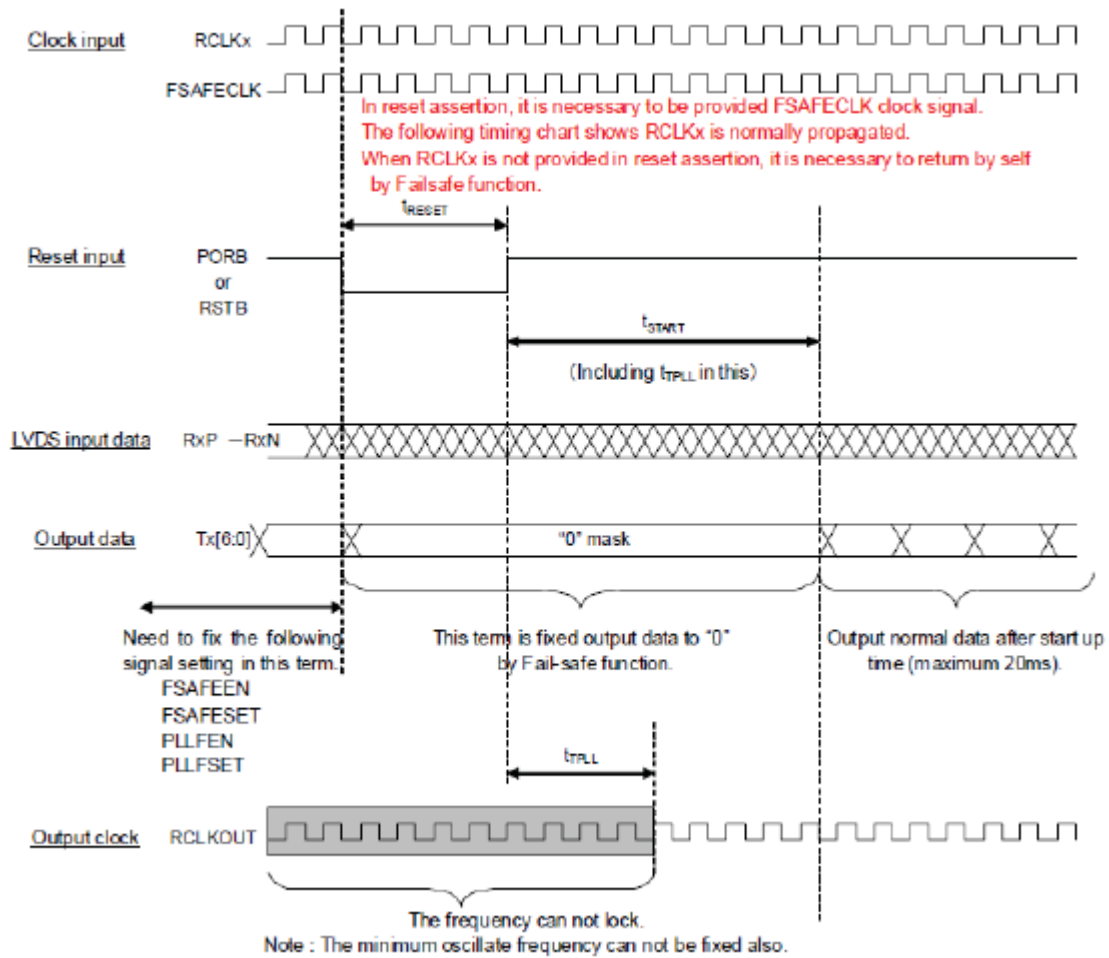 Clock input RCLKx
FSAFECLK
In reset assertion, it is necessary to be provided FSAFECLK clock signal.
The following timing chart shows RCLKx is normally propagated.
When RCLKx is not provided in reset assertion, it is necessary to return by self
by Failsafe function.
tRESET
Reset input PORB
or
RSTB
tSTART
(Including tTPLL in this)
LVDS input data RxP −RxN
Output data Tx[6:0] "0" mask
Need to fix the following
signal setting in this term.
FSAFEEN
FSAFESET
PLLFEN
PLLFSET
This term is fixed output data to "0"
by Fail-safe function.
Output normal data after start up
time (maximum 20ms).
tTPLL
Output clock RCLKOUT
The frequency can not lock.
Note : The minimum oscillate frequency can not be fixed also.